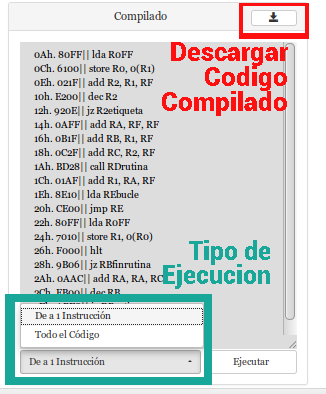 Compilado
0Ah. 80FF|| lda R0FF
0Ch. 6100|| store R0, 0(R1)
0Eh. 021F|| add R2, R1, RF
10h. E200|| dec R2
12h. 920E|| jz R2etiqueta
14h. 0AFF|| add RA, RF, RF
16h. 0B1F|| add RB, R1, RF
18h. 0C2F|| add RC, R2, RF
1Ah. BD28|| call RDrutina
1Ch. 01AF|| add R1, RA, RF
1Eh. 8E10|| lda REbucle
20h. CE00|| jmp RE
22h. 80FF|| lda R0FF
24h. 7010|| store R1, 0(R0)
26h. F000|| hlt
28h. 9B06|| jz RBfinrutina
2Ah. 0AAC|| add RA, RA, RC
2Ch. EB00|| dec RB
Descargar
Codigo
Compilado
Tipo de
Ejecucion
De a 1 Instrucción
Todo el Código
De a 1 Instrucción
Ejecutar